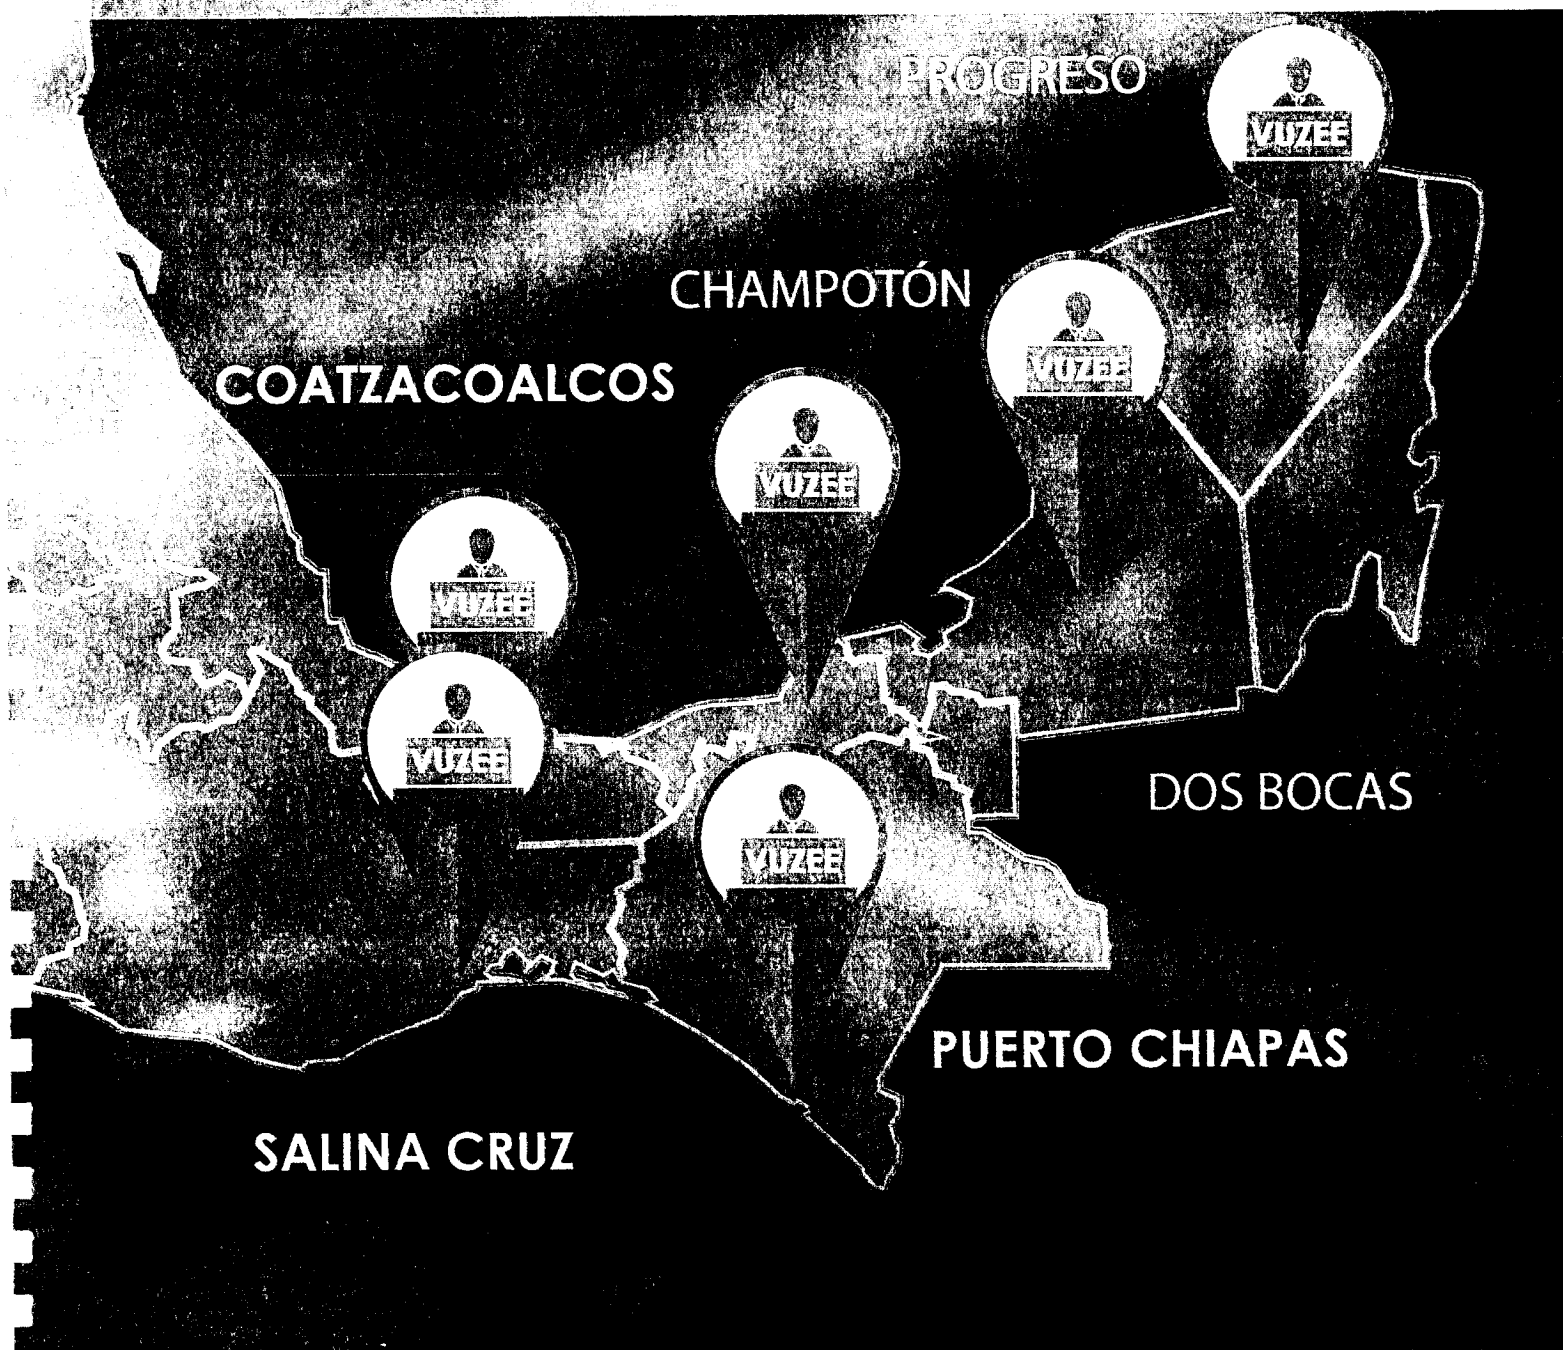 PROGRESO
VUZEE
CHAMPOTÓN
VUZEE
COATZACOALCOS
VUZEE
VUZEE
VUZEE
DOS BOCAS
VUZEE
PUERTO CHIAPAS
SALINA CRUZ